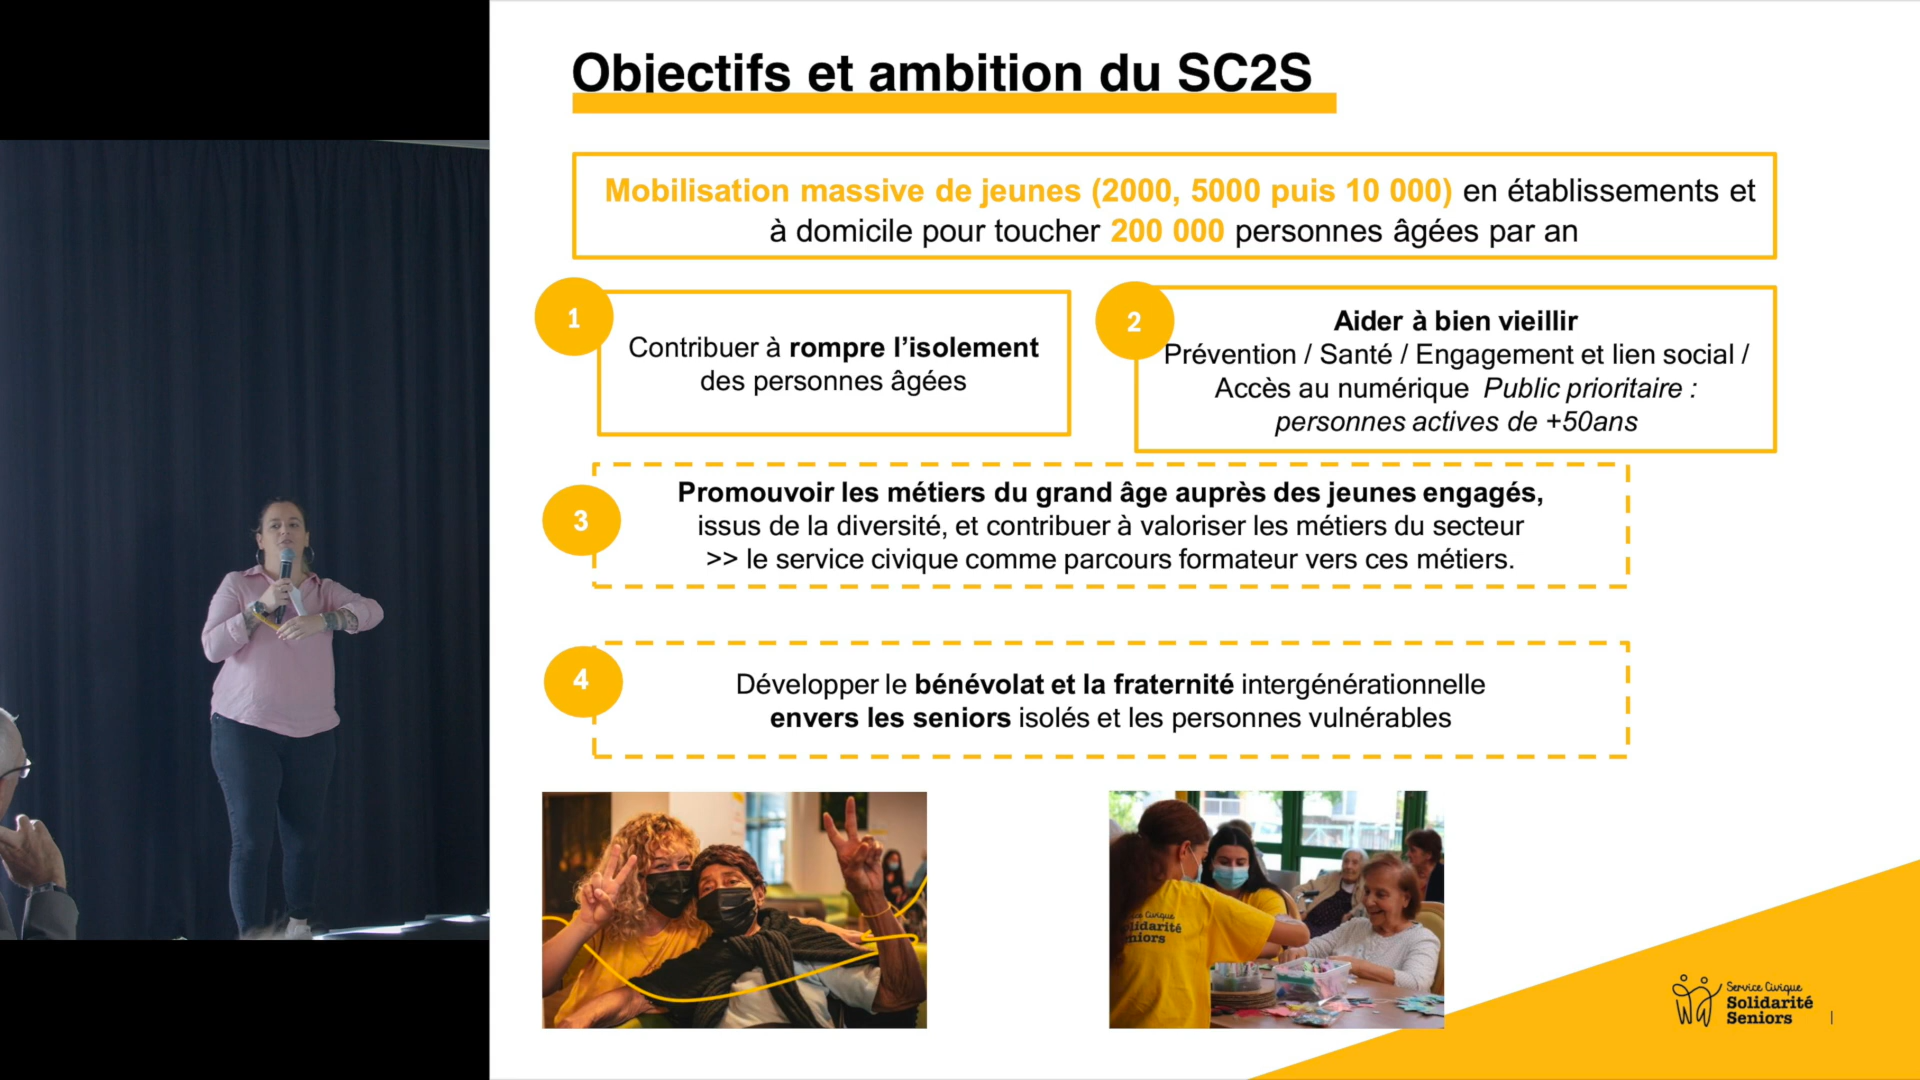 Objectifs et ambition du SC2S
Mobilisation massive de jeunes (2000, 5000 puis 10 000) en établissements et
à domicile pour toucher 200 000 personnes âgées par an
1
Contribuer à rompre l'isolement
des personnes âgées
2
Aider à bien vieillir
Prévention / Santé / Engagement et lien social /
Accès au numérique Public prioritaire :
personnes actives de +50ans
3
Promouvoir les métiers du grand âge auprès des jeunes engagés,
issus de la diversité, et contribuer à valoriser les métiers du secteur
>> le service civique comme parcours formateur vers ces métiers.
4
Développer le bénévolat et la fraternité intergénérationnelle
envers les seniors isolés et les personnes vulnérables
Civique
Service Civique
Solidarité
Seniors